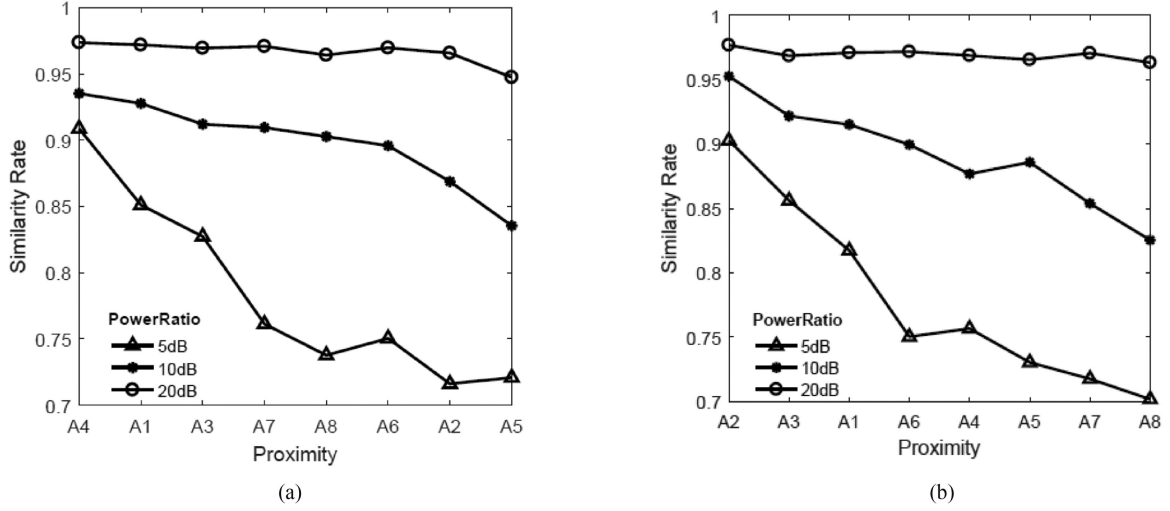 1
0.95
0.9
0.85
0.8
0.75
0.7
Similarity Rate
PowerRatio
5dB
10dB
20dB
A4 A1 A3 A7 A8 A6 A2 A5
Proximity
(a)
1
0.95
0.9
0.85
0.8
0.75
0.7
Similarity Rate
PowerRatio
5dB
10dB
20dB
A2 A3 A1 A6 A4 A5 A7 A8
Proximity
(b)